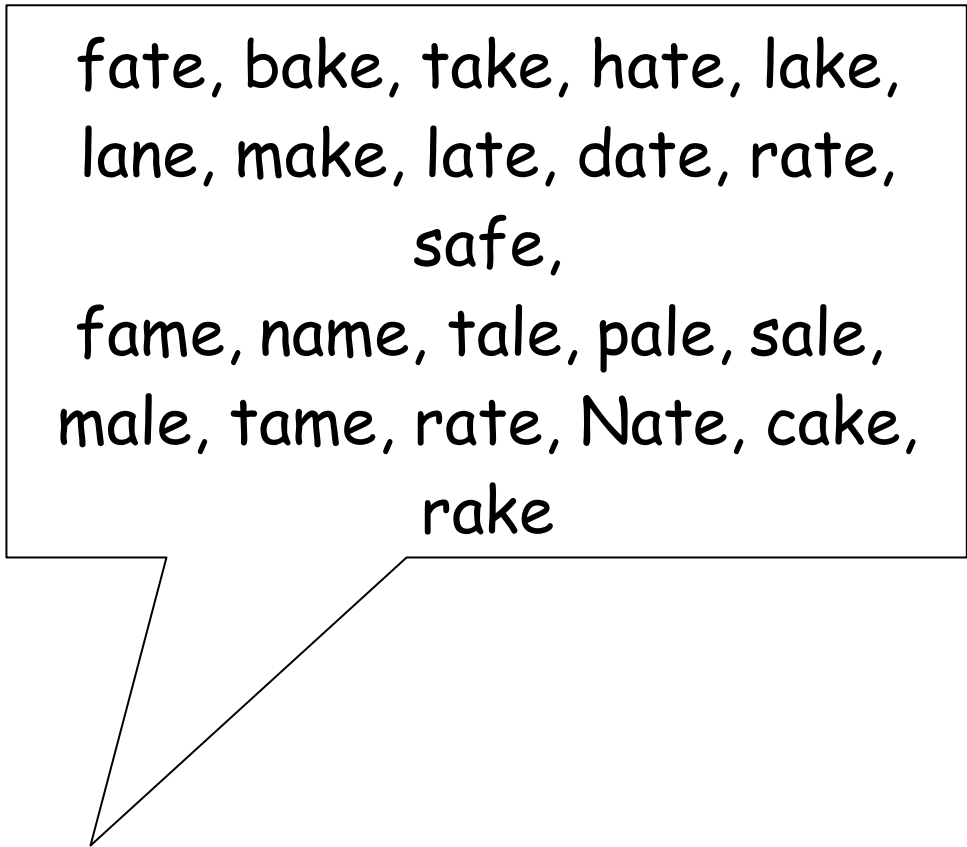 fate, bake, take, hate, lake,
lane, make, late, date, rate,
safe,
fame, name, tale, pale, sale,
male, tame, rate, Nate, cake,
rake